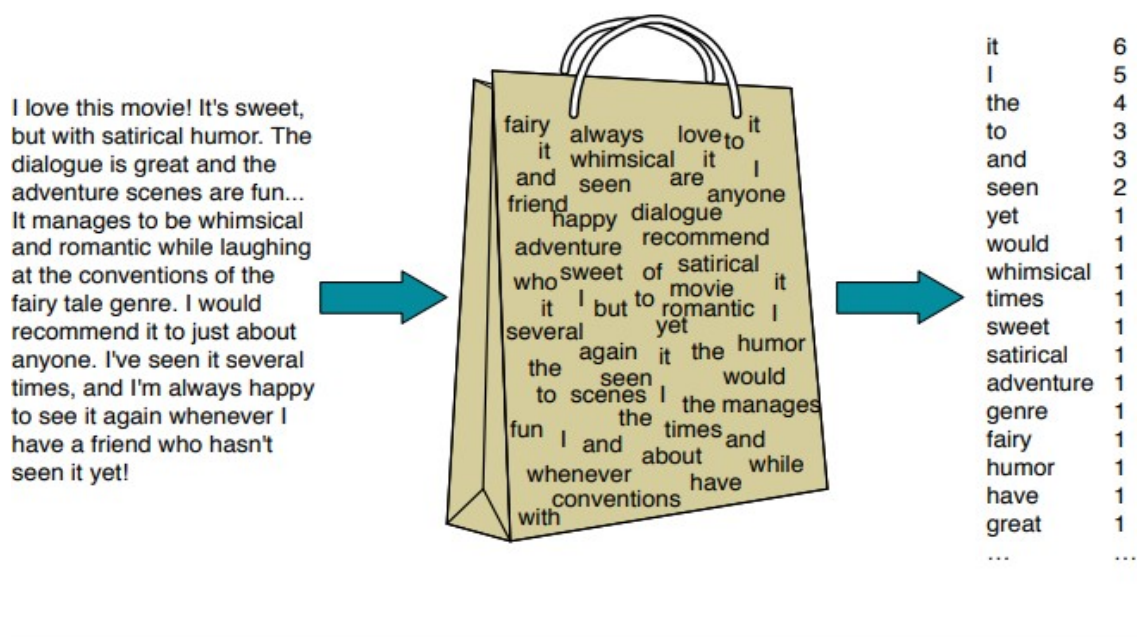 I love this movie! It's sweet,
but with satirical humor. The
dialogue is great and the
adventure scenes are fun...
It manages to be whimsical
and romantic while laughing
at the conventions of the
fairy tale genre. I would
recommend it to just about
anyone. I've seen it several
times, and I'm always happy
to see it again whenever I
have a friend who hasn't
seen it yet!
fairy always love to it
it whimsical it I
and seen are anyone
friend happy dialogue
adventure recommend
who sweet of satirical
it I but to movie it
romantic I
several yet
again it the humor
the seen would
to scenes I the manages
fun I and the times and
about while
whenever have
conventions
with
it 6
I 5
the 4
to 3
and 3
seen 2
yet 1
would 1
whimsical 1
times 1
sweet 1
satirical 1
adventure 1
genre 1
fairy 1
humor 1
have 1
great 1
... ...